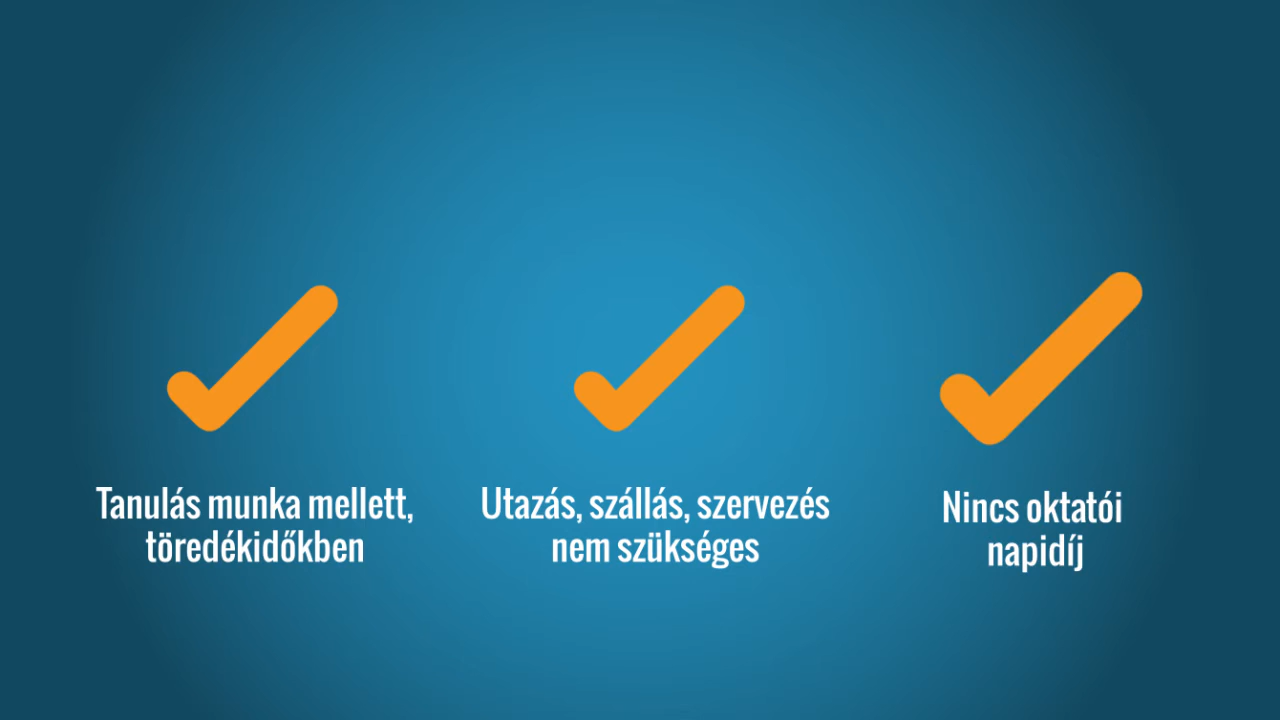 Tanulás munka mellett,
töredékidőkben
Utazás, szállás, szervezés
nem szükséges
Nincs oktatói
napidíj